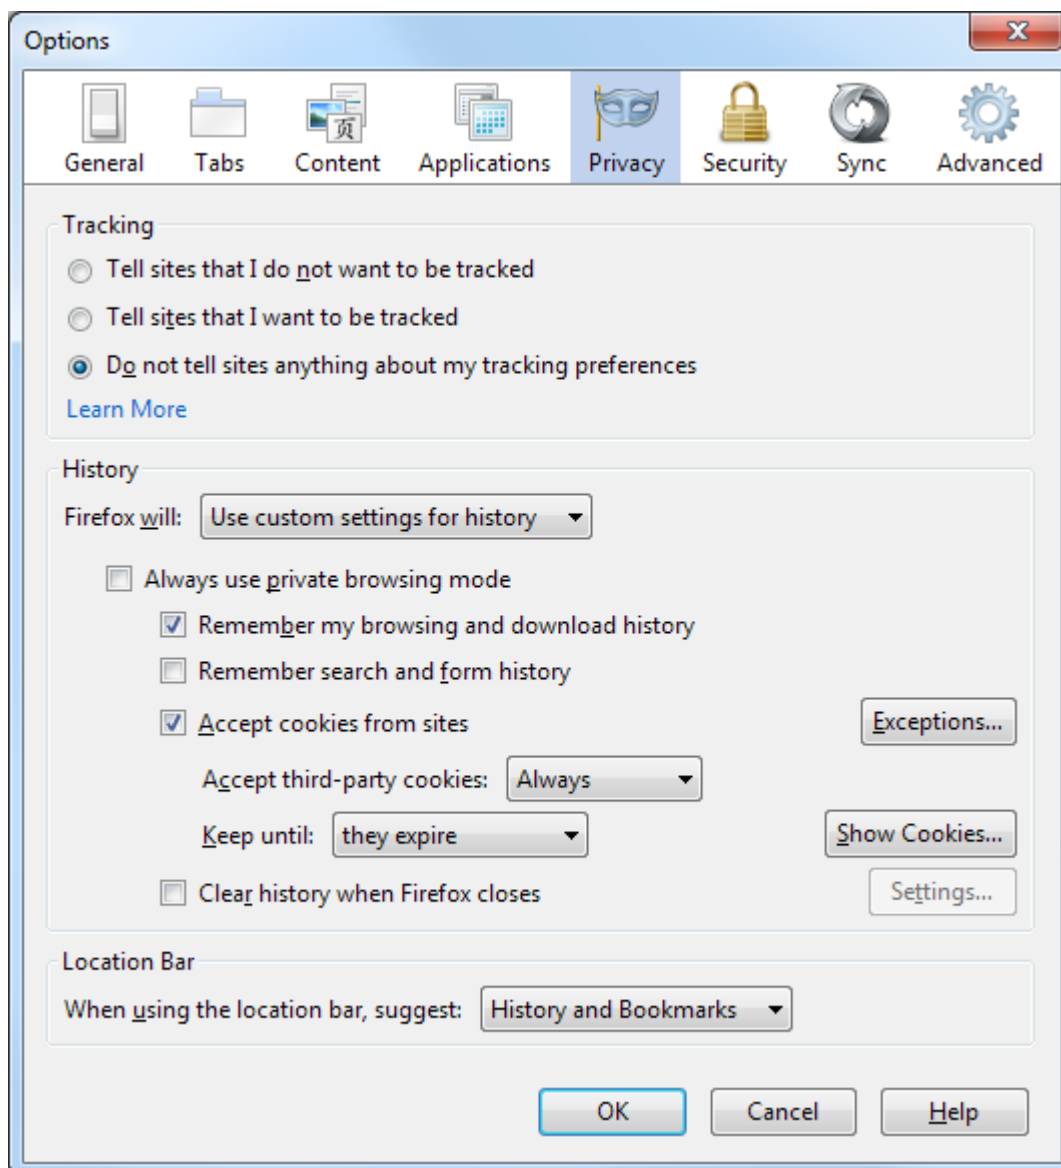 Options
General Tabs Content Applications Privacy Security Sync Advanced
页
Tracking
Tell sites that I do not want to be tracked
Tell sites that I want to be tracked
Do not tell sites anything about my tracking preferences
Learn More
History
Firefox will: Use custom settings for history
Always use private browsing mode
Remember my browsing and download history
Remember search and form history
Accept cookies from sites Exceptions...
Accept third-party cookies: Always
Keep until: they expire Show Cookies...
Clear history when Firefox closes Settings...
Location Bar
When using the location bar, suggest: History and Bookmarks
OK Cancel Help